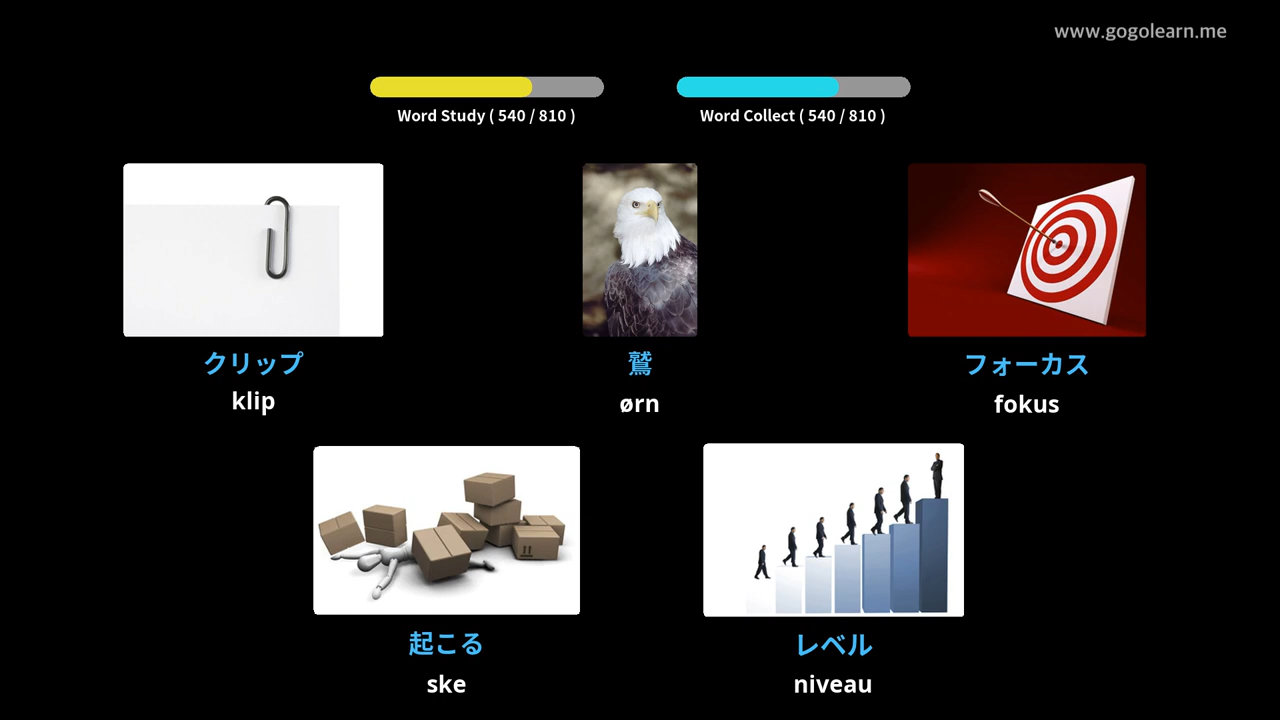 www.gogolearn.me
Word Study ( 540 / 810 )
Word Collect ( 540 / 810 )
クリップ
klip
鷲
ørn
フォーカス
fokus
起こる
ske
レベル
niveau